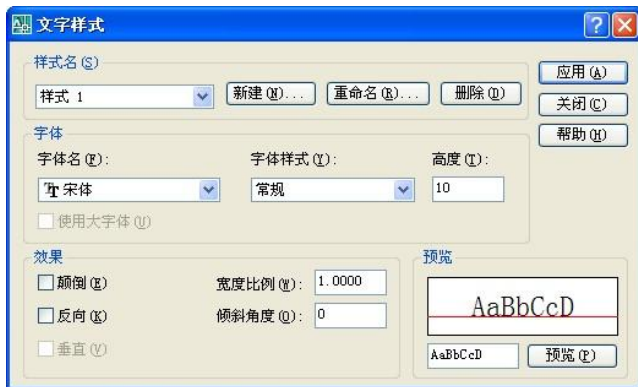 文字样式
样式名(S)
样式 1
新建(N)...
重命名(R)...
删除(D)
应用(A)
关闭(C)
帮助(H)
字体
字体名(F):
字体样式(Y):
高度(T):
宋体
常规
10
使用大字体(U)
效果
颠倒(E)
宽度比例(W):
1.0000
反向(K)
倾斜角度(O):
0
垂直(V)
预览
AaBbCcD
AaBbCcD
预览(P)